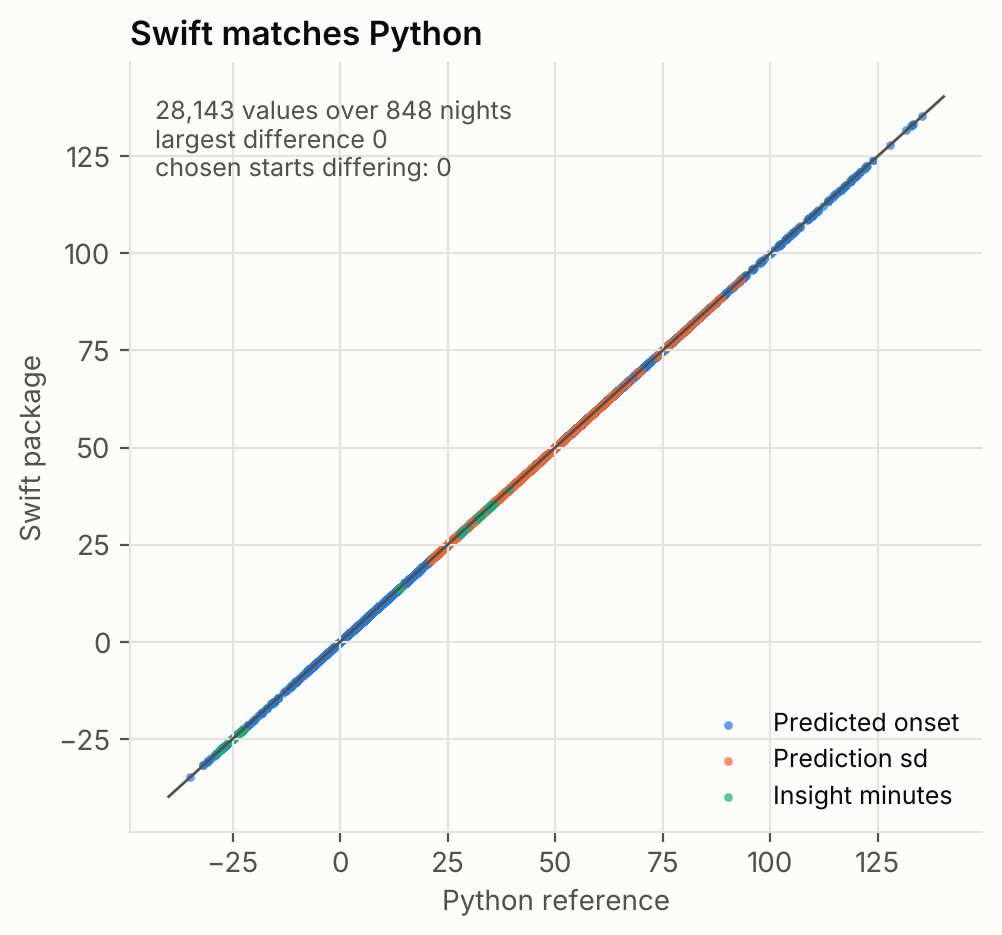 Swift matches Python
28,143 values over 848 nights
largest difference 0
chosen starts differing: 0
125
100
75
50
25
0
−25
Swift package
Predicted onset
Prediction sd
Insight minutes
−25 0 25 50 75 100 125
Python reference